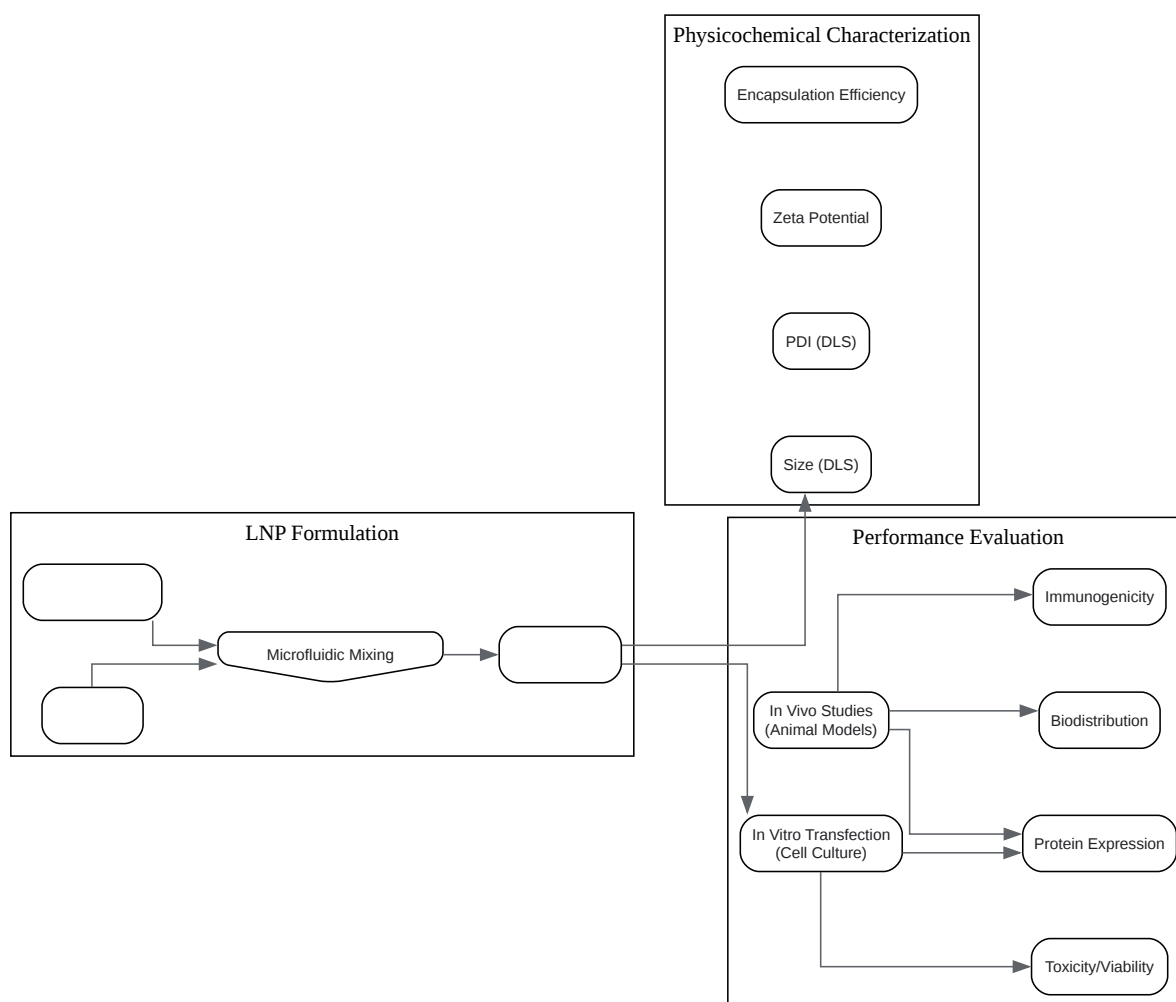 Physicochemical Characterization
Encapsulation Efficiency
Zeta Potential
PDI (DLS)
Size (DLS)
LNP Formulation
Microfluidic Mixing
Performance Evaluation
Immunogenicity
In Vivo Studies
(Animal Models)
Biodistribution
In Vitro Transfection
(Cell Culture)
Protein Expression
Toxicity/Viability